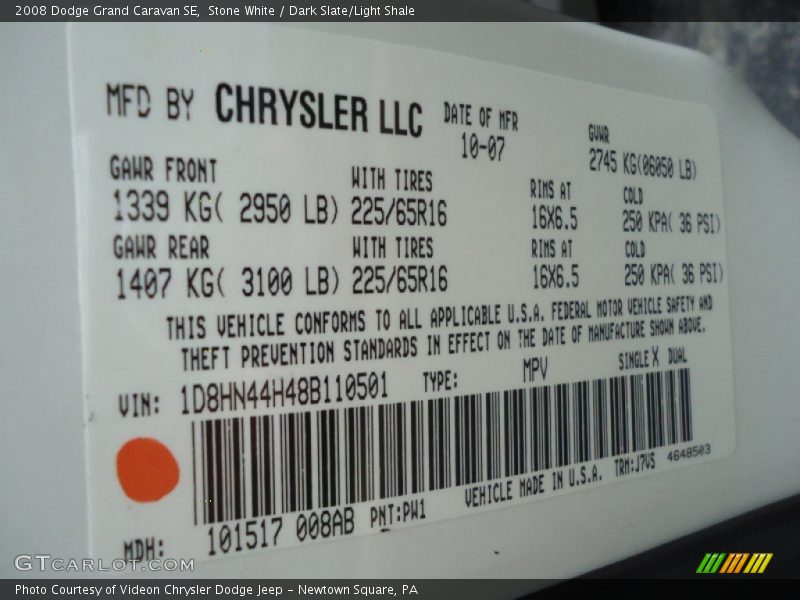 2008 Dodge Grand Caravan SE,  Stone White / Dark Slate/Light Shale
MFD BY CHRYSLER LLC DATE OF MFR GVWR
10-07 2745 KG(06050 LB)
GAWR FRONT WITH TIRES RIMS AT COLD
1339 KG( 2950 LB) 225/65R16 16X6.5 250 KPA( 36 PSI)
GAWR REAR WITH TIRES RIMS AT COLD
1407 KG( 3100 LB) 225/65R16 16X6.5 250 KPA( 36 PSI)
THIS VEHICLE CONFORMS TO ALL APPLICABLE U.S.A. FEDERAL MOTOR VEHICLE SAFETY AND
THEFT PREVENTION STANDARDS IN EFFECT ON THE DATE OF MANUFACTURE SHOWN ABOVE.
VIN: 1D8HN44H48B110501 TYPE: MPV SINGLE X DUAL
MDH: 101517 008AB PNT:PW1 VEHICLE MADE IN U.S.A. TRM:J7VS 4648503
GTCARLOT.COM
Photo Courtesy of Videon Chrysler Dodge Jeep - Newtown Square, PA